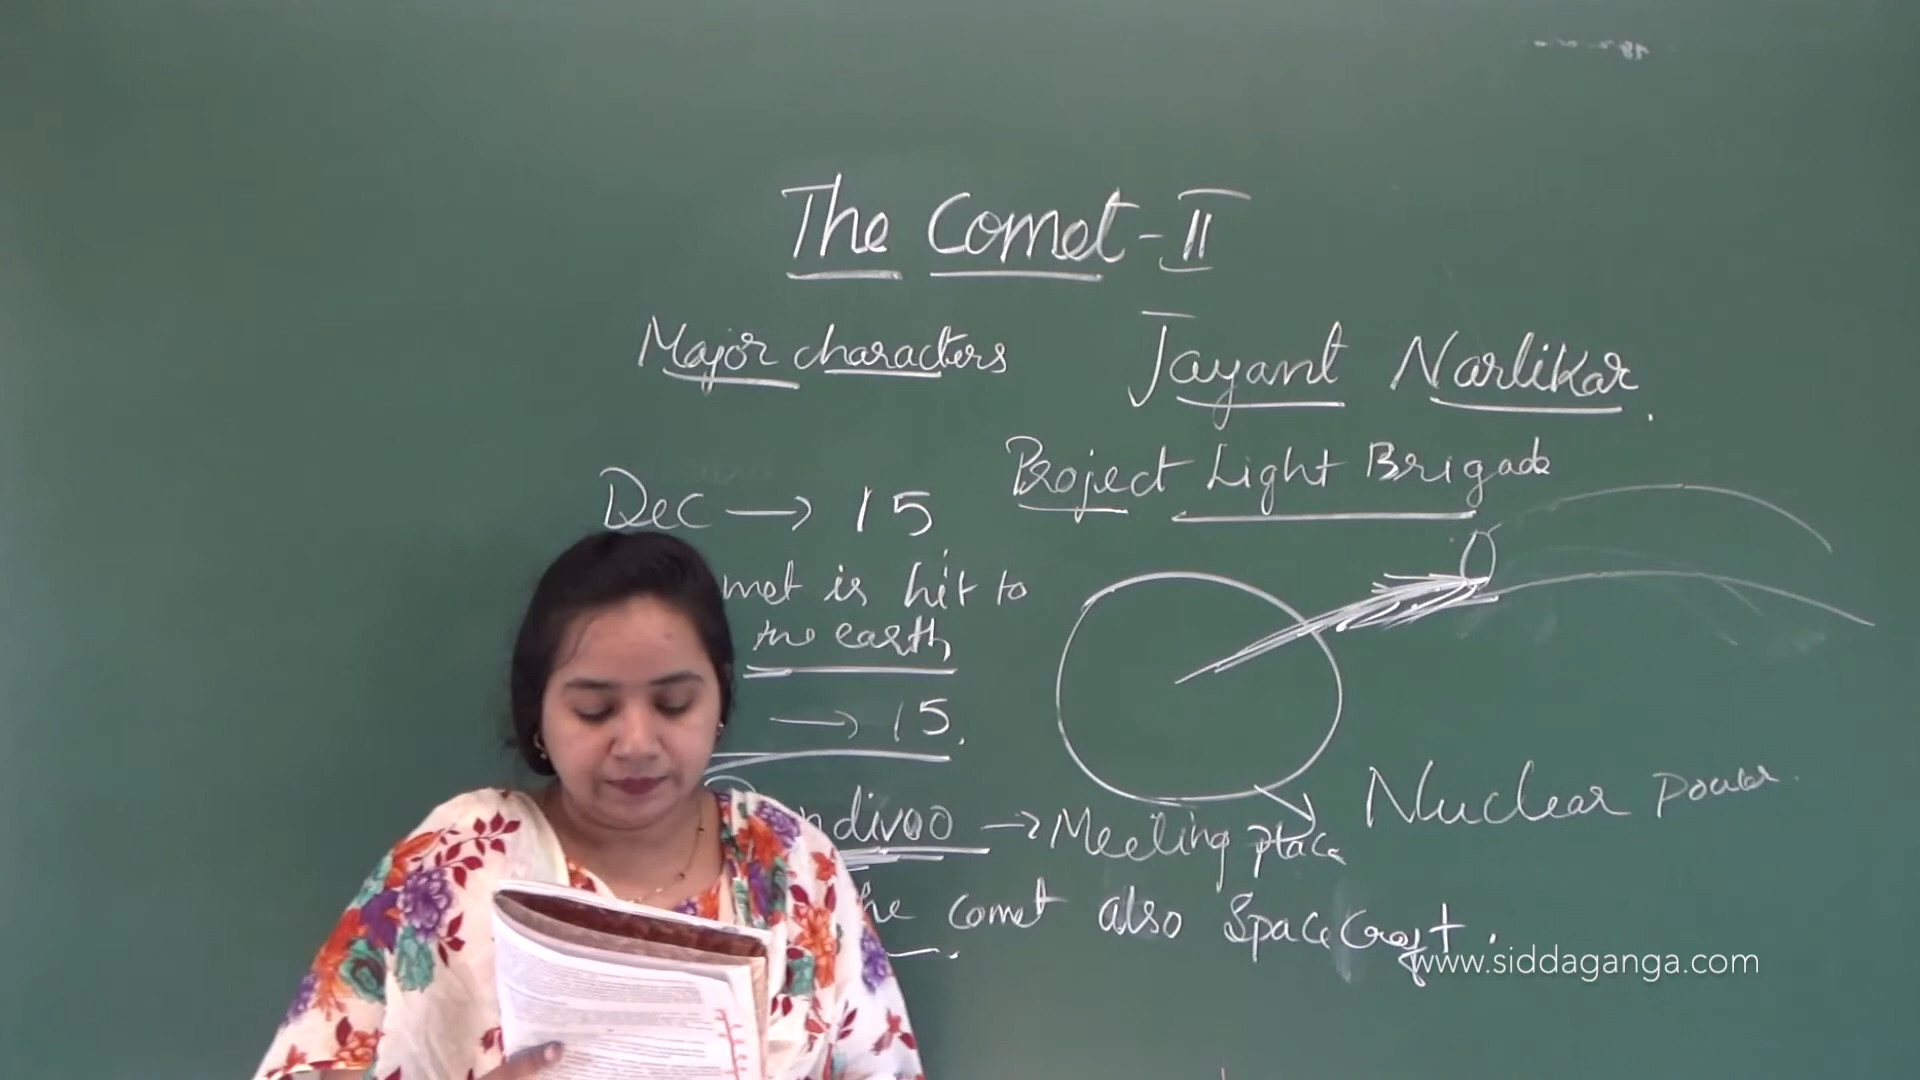 The Comet-II
Major characters
Jayant Narlikar.
Project Light Brigade
Dec → 15
met is hit to
the earth
→ 15.
ndivoo → Meeting place
Nuclear power.
he comet also Spacecraft.
www.siddaganga.com